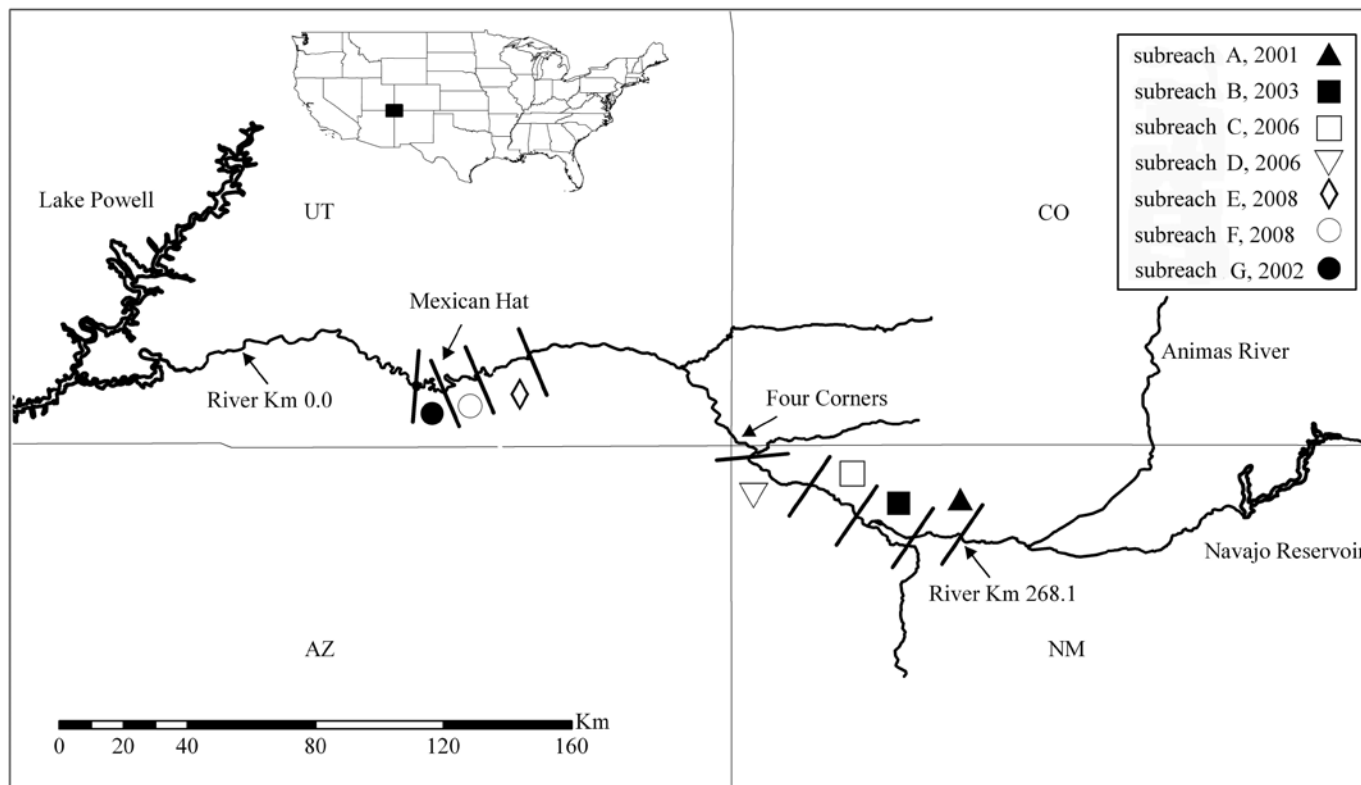 subreach A, 2001
subreach B, 2003
subreach C, 2006
subreach D, 2006
subreach E, 2008
subreach F, 2008
subreach G, 2002
Lake Powell
UT
CO
Mexican Hat
Animas River
River Km 0.0
Four Corners
Navajo Reservoir
River Km 268.1
AZ
NM
Km
0 20 40 80 120 160